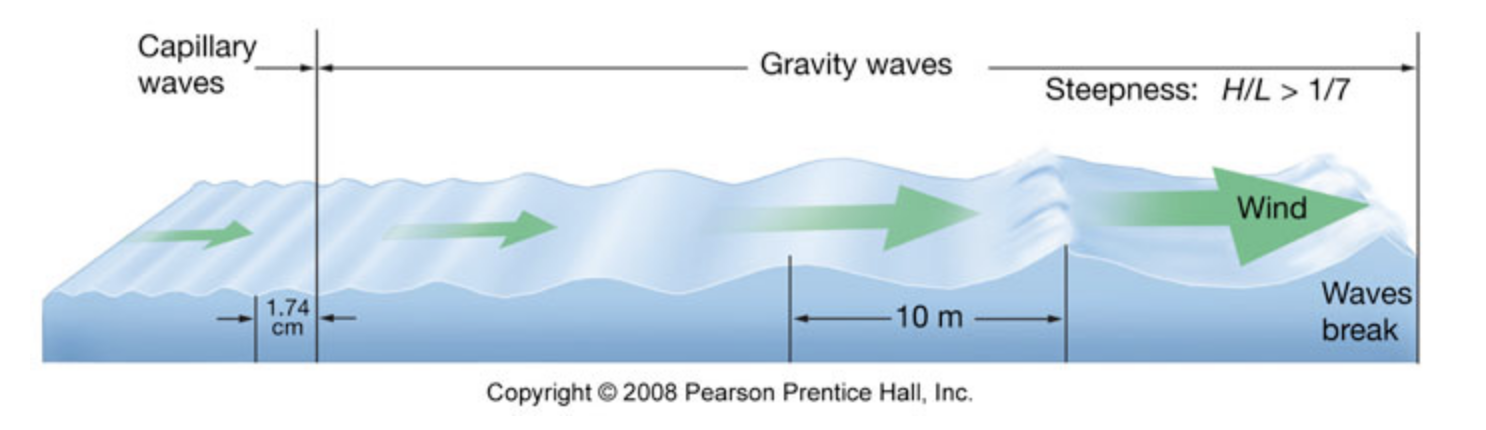 Capillary
waves
Gravity waves
Steepness: H/L > 1/7
Wind
1.74
cm
10 m
Waves
break
Copyright © 2008 Pearson Prentice Hall, Inc.